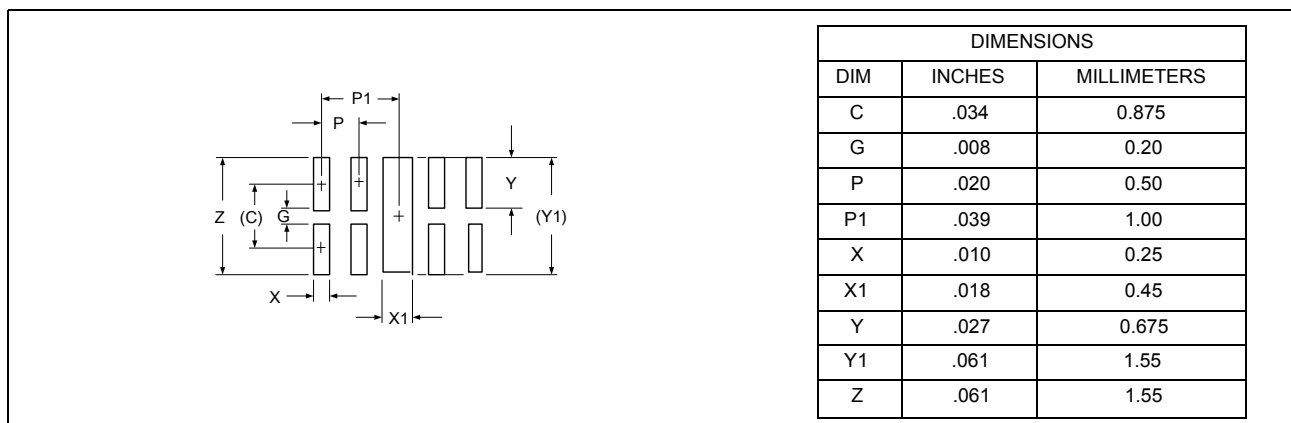 P1
P
Z (C) G Y (Y1)
X
X1
DIMENSIONS
DIM INCHES MILLIMETERS
C .034 0.875
G .008 0.20
P .020 0.50
P1 .039 1.00
X .010 0.25
X1 .018 0.45
Y .027 0.675
Y1 .061 1.55
Z .061 1.55